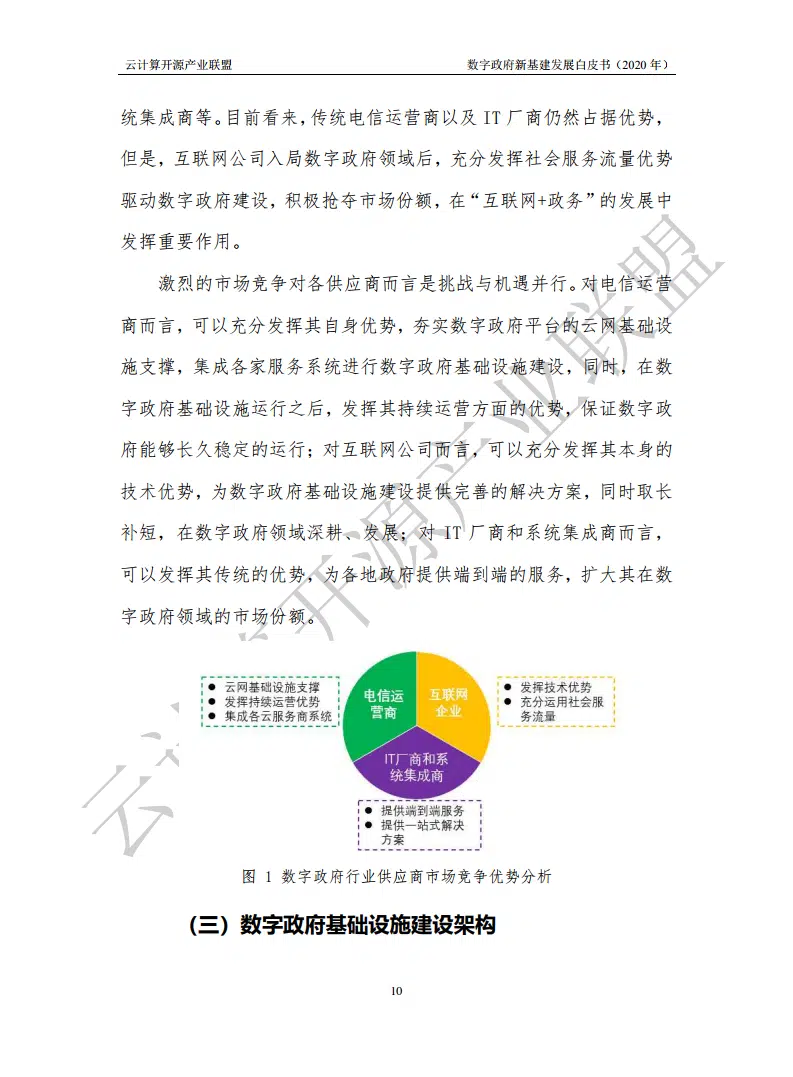 云计算开源产业联盟 数字政府新基建发展白皮书（2020 年）
统集成商等。目前看来，传统电信运营商以及 IT 厂商仍然占据优势，
但是，互联网公司入局数字政府领域后，充分发挥社会服务流量优势
驱动数字政府建设，积极抢夺市场份额，在“互联网+政务”的发展中
发挥重要作用。
激烈的市场竞争对各供应商而言是挑战与机遇并行。对电信运营
商而言，可以充分发挥其自身优势，夯实数字政府平台的云网基础设
施支撑，集成各家服务系统进行数字政府基础设施建设，同时，在数
字政府基础设施运行之后，发挥其持续运营方面的优势，保证数字政
府能够长久稳定的运行；对互联网公司而言，可以充分发挥其本身的
技术优势，为数字政府基础设施建设提供完善的解决方案，同时取长
补短，在数字政府领域深耕、发展；对 IT 厂商和系统集成商而言，
可以发挥其传统的优势，为各地政府提供端到端的服务，扩大其在数
字政府领域的市场份额。
● 云网基础设施支撑
● 发挥持续运营优势
● 集成各云服务商系统
电信运
营商
互联网
企业
● 发挥技术优势
● 充分运用社会服
务流量
IT厂商和系
统集成商
● 提供端到端服务
● 提供一站式解决
方案
图 1 数字政府行业供应商市场竞争优势分析
（三）数字政府基础设施建设架构
10
云计算开源产业联盟